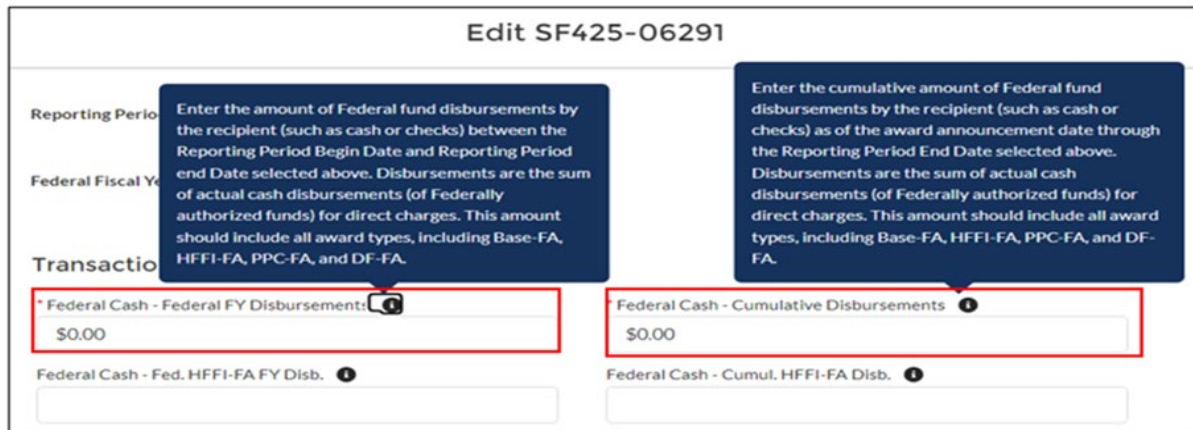 Edit SF425-06291
Reporting Perio
Enter the amount of Federal fund disbursements by
the recipient (such as cash or checks) between the
Reporting Period Begin Date and Reporting Period
end Date selected above. Disbursements are the sum
of actual cash disbursements (of Federally
authorized funds) for direct charges. This amount
should include all award types, including Base-FA,
HFFI-FA, PPC-FA, and DF-FA.
Enter the cumulative amount of Federal fund
disbursements by the recipient (such as cash or
checks) as of the award announcement date through
the Reporting Period End Date selected above.
Disbursements are the sum of actual cash
disbursements (of Federally authorized funds) for
direct charges. This amount should include all award
types, including Base-FA, HFFI-FA, PPC-FA, and DF-
FA.
Federal Fiscal Ye
Transactio
* Federal Cash - Federal FY Disbursements
$0.00
* Federal Cash - Cumulative Disbursements
$0.00
Federal Cash - Fed. HFFI-FA FY Disb.
Federal Cash - Cumul. HFFI-FA Disb.